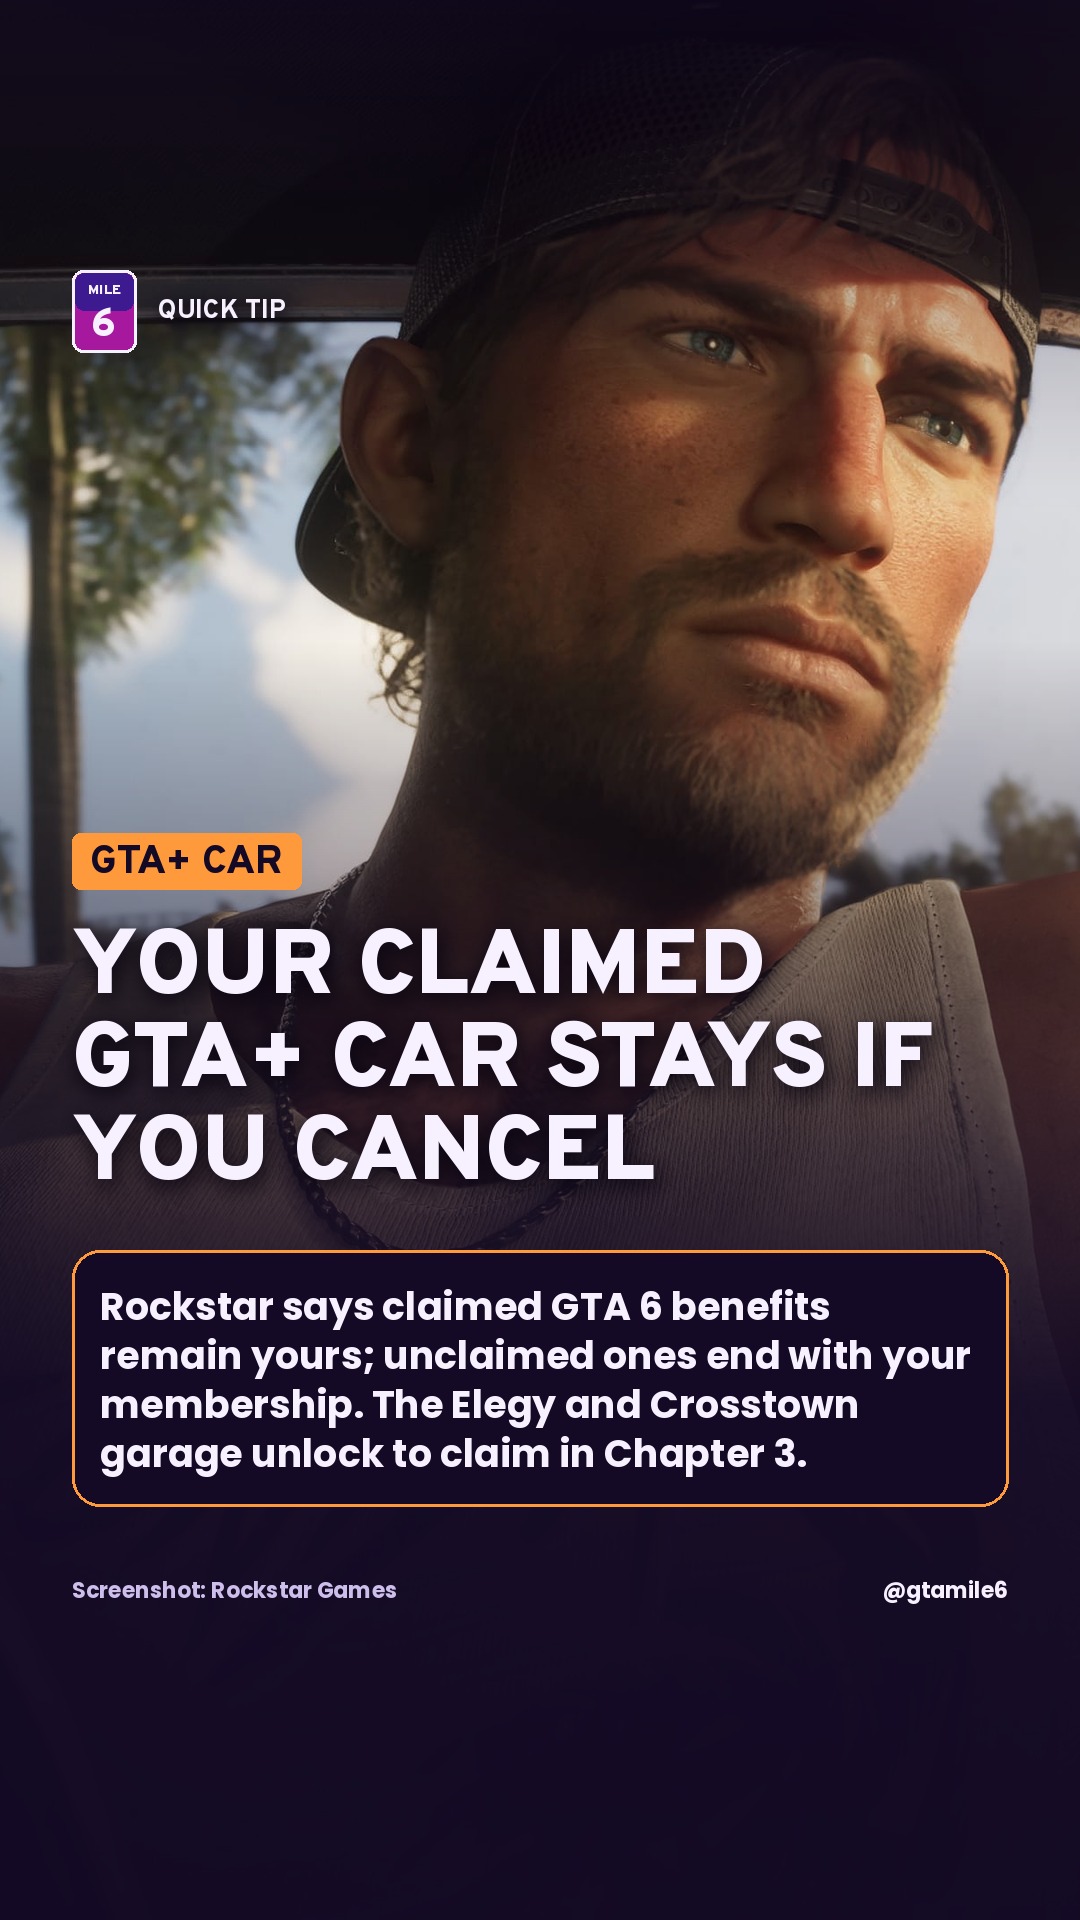 MILE
6
QUICK TIP
GTA+ CAR
YOUR CLAIMED
GTA+ CAR STAYS IF
YOU CANCEL
Rockstar says claimed GTA 6 benefits
remain yours; unclaimed ones end with your
membership. The Elegy and Crosstown
garage unlock to claim in Chapter 3.
Screenshot: Rockstar Games
@gtamile6